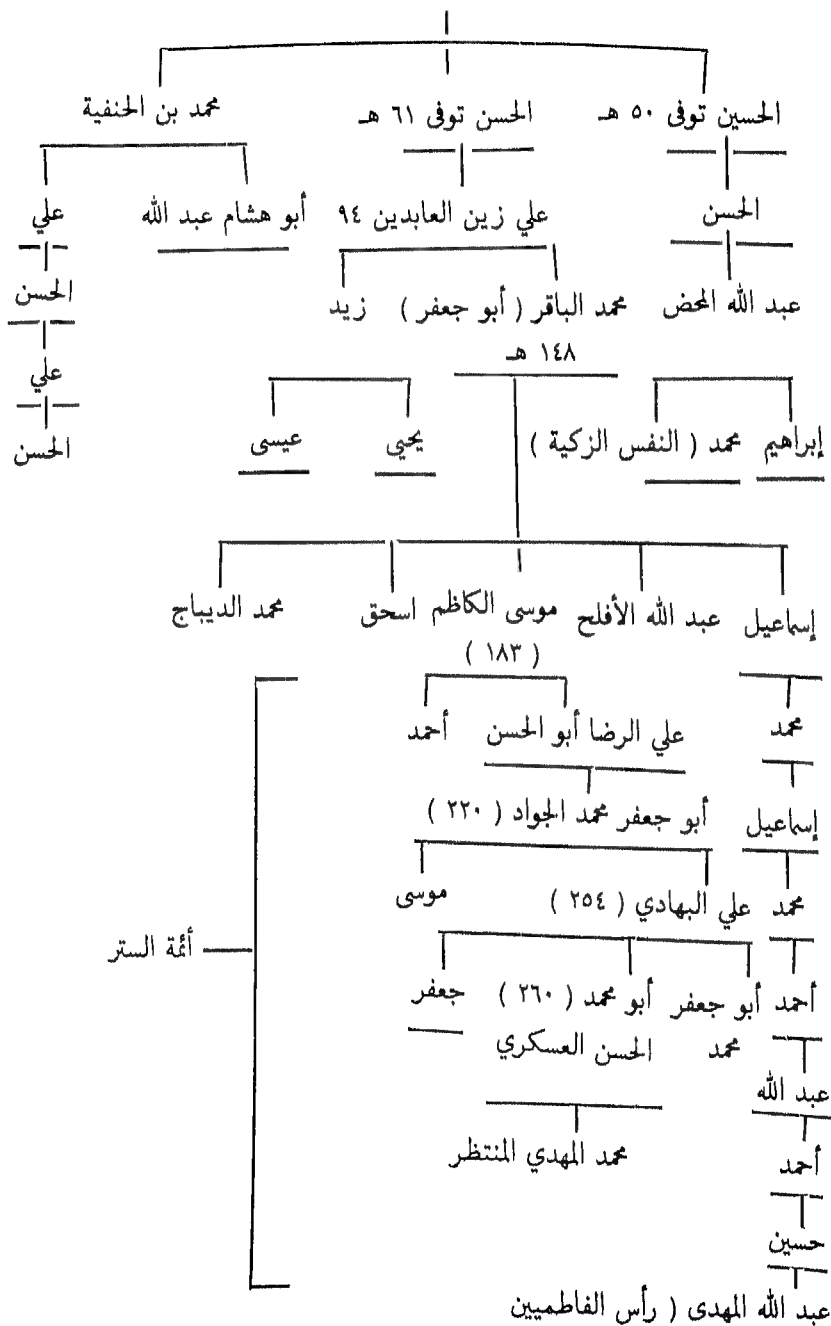 الحسين توفى ٥٠ هـ الحسن توفى ٦١ هـ محمد بن الحنفية
الحسن علي زين العابدين ٩٤ أبو هشام عبد الله علي
عبد الله المحض محمد الباقر ( أبو جعفر ) زيد الحسن
١٤٨ هـ
علي
إبراهيم محمد ( النفس الزكية ) يحيي عيسى الحسن
إسماعيل عبد الله الأفلح موسى الكاظم اسحق محمد الديباج
( ١٨٣ )
محمد علي الرضا أبو الحسن أحمد
إسماعيل أبو جعفر محمد الجواد ( ٢٢٠ )
محمد علي البهادي ( ٢٥٤ ) موسى
أئمة الستر
أحمد أبو جعفر أبو محمد ( ٢٦٠ ) جعفر
محمد الحسن العسكري
عبد الله
أحمد محمد المهدي المنتظر
حسين
عبد الله المهدى ( رأس الفاطميين